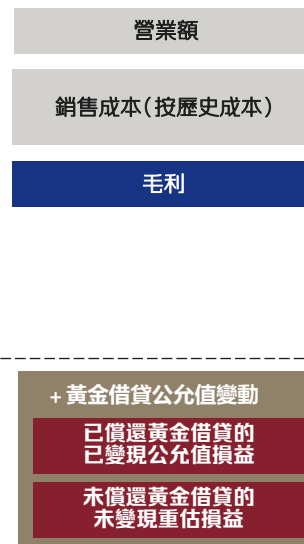 營業額
銷售成本（按歷史成本）
毛利
+ 黃金借貸公允值變動
已償還黃金借貸的
已變現公允值損益
未償還黃金借貸的
未變現重估損益